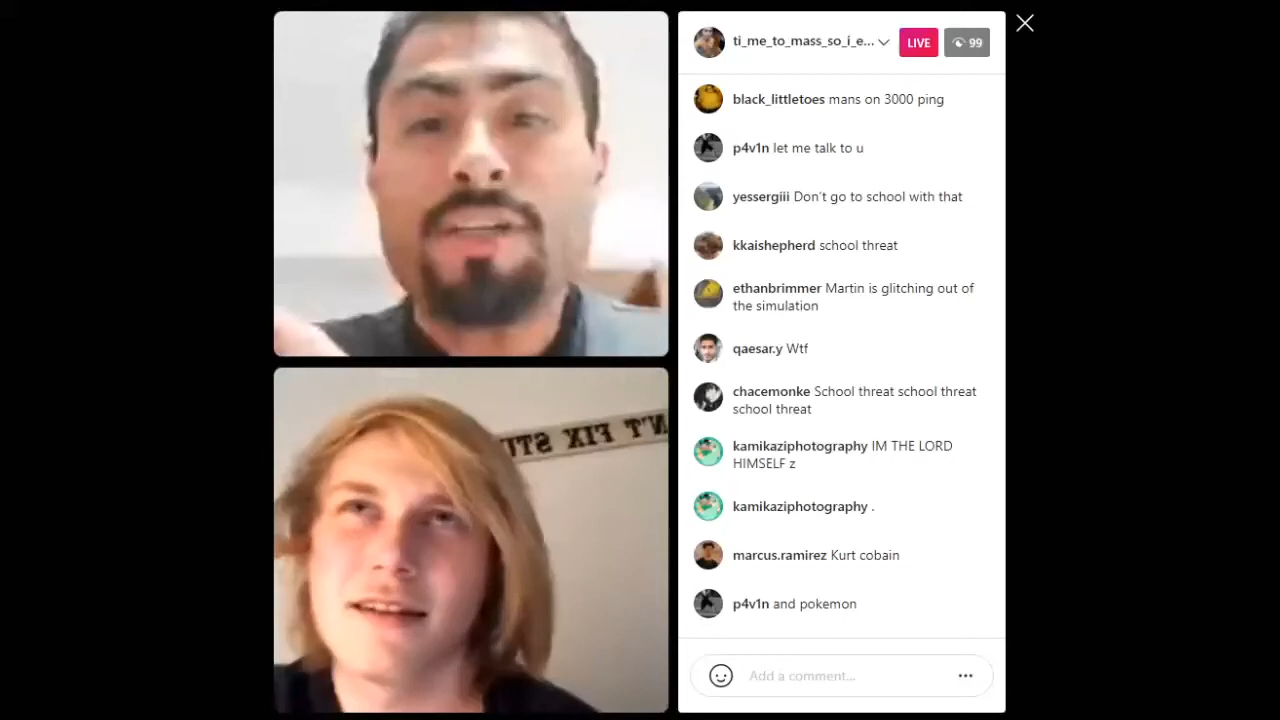 N'T FIX STU
ti_me_to_mass_so_i_e...
LIVE
99
black_littletoes mans on 3000 ping
p4v1n let me talk to u
yessergiii Don't go to school with that
kkaishepherd school threat
ethanbrimmer Martin is glitching out of
the simulation
qaesar.y Wtf
chacemonke School threat school threat
school threat
kamikaziphotography IM THE LORD
HIMSELF z
kamikaziphotography .
marcus.ramirez Kurt cobain
p4v1n and pokemon
Add a comment...